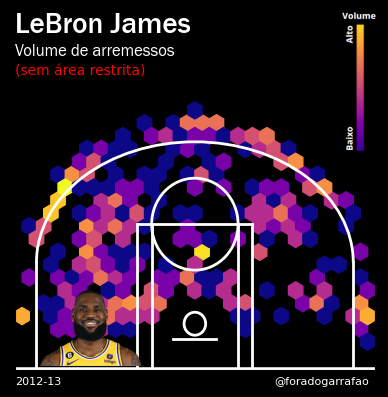 LeBron James
Volume de arremessos
(sem área restrita)
Volume
Alto
Baixo
2012-13
@foradogarrafao